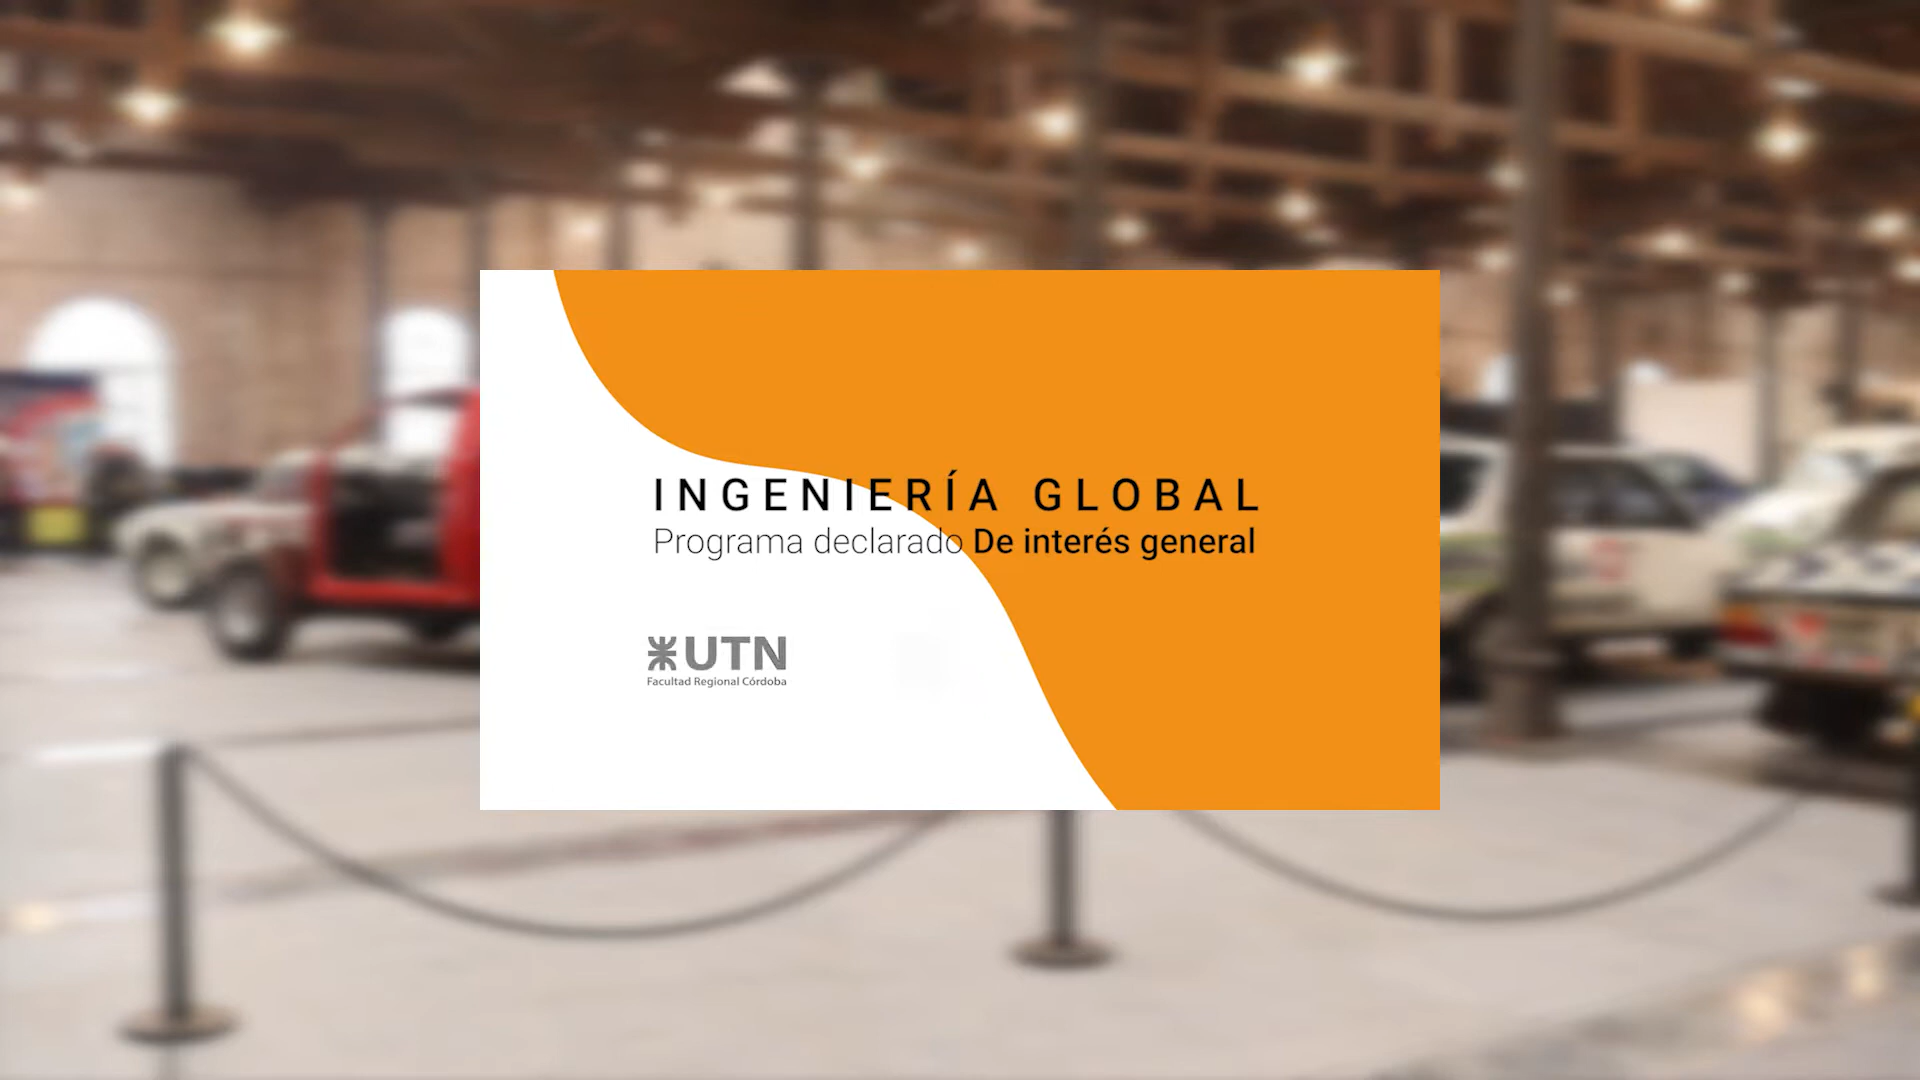 INGENIERÍA GLOBAL
Programa declarado De interés general
UTN
Facultad Regional Córdoba